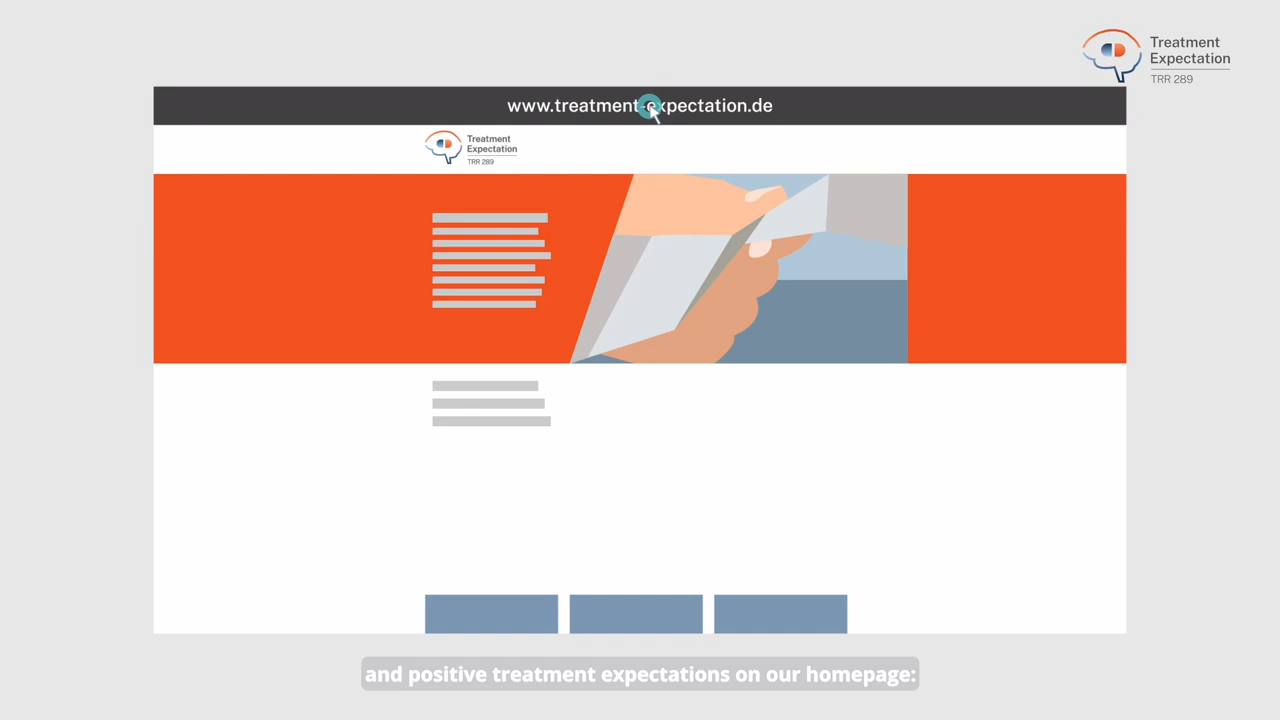 Treatment
Expectation
TRR 289
www.treatment-expectation.de
Treatment
Expectation
TRR 289
and positive treatment expectations on our homepage: